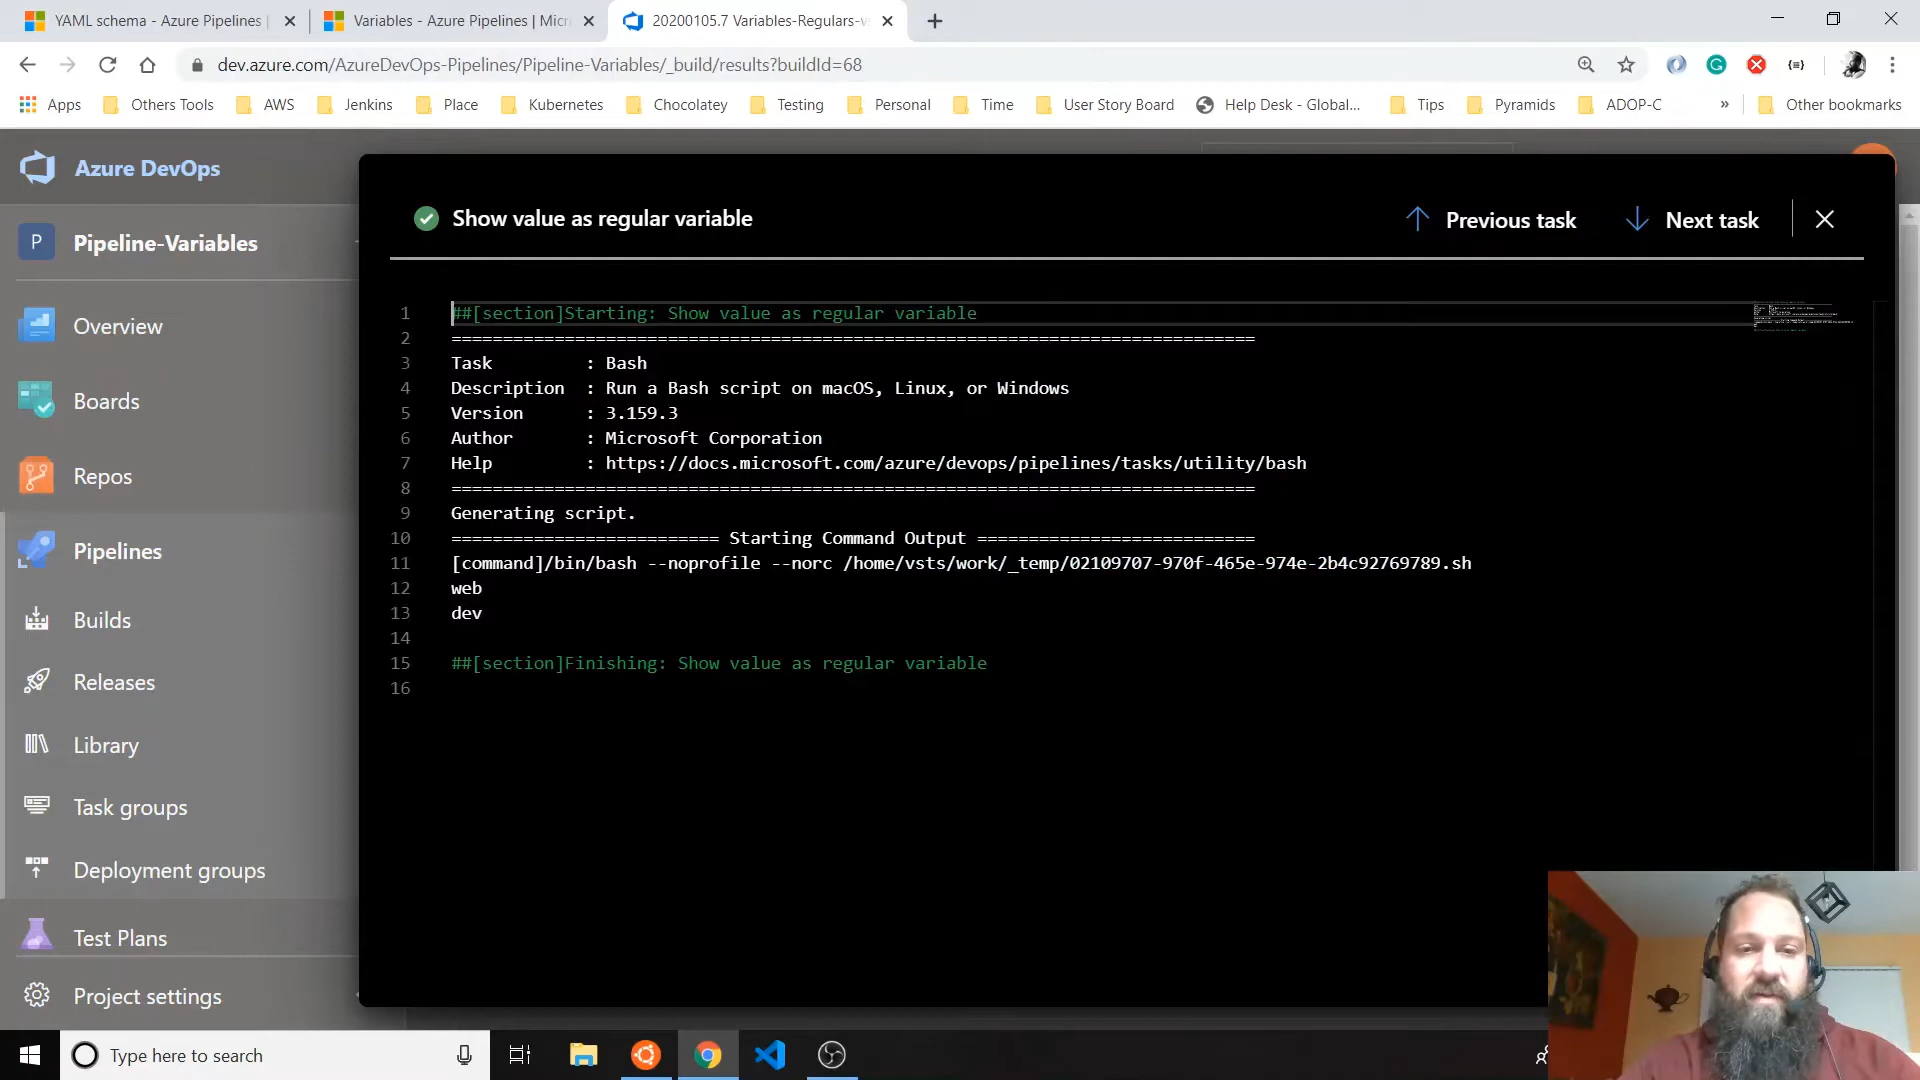 YAML schema - Azure Pipelines |
Variables - Azure Pipelines | Micr
20200105.7 Variables-Regulars-v
dev.azure.com/AzureDevOps-Pipelines/Pipeline-Variables/_build/results?buildId=68
Apps
Others Tools
AWS
Jenkins
Place
Kubernetes
Chocolatey
Testing
Personal
Time
User Story Board
Help Desk - Global...
Tips
Pyramids
ADOP-C
»
Other bookmarks
Azure DevOps
P
Pipeline-Variables
Overview
Boards
Repos
Pipelines
Builds
Releases
Library
Task groups
Deployment groups
Test Plans
Project settings
Show value as regular variable
Previous task
Next task
1 ##[section]Starting: Show value as regular variable
2 ==============================================================================
3 Task         : Bash
4 Description  : Run a Bash script on macOS, Linux, or Windows
5 Version      : 3.159.3
6 Author       : Microsoft Corporation
7 Help         : https://docs.microsoft.com/azure/devops/pipelines/tasks/utility/bash
8 ==============================================================================
9 Generating script.
10 ========================== Starting Command Output ===========================
11 [command]/bin/bash --noprofile --norc /home/vsts/work/_temp/02109707-970f-465e-974e-2b4c92769789.sh
12 web
13 dev
14
15 ##[section]Finishing: Show value as regular variable
16
Type here to search